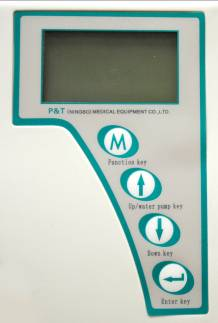 P&T (NINGBO) MEDICAL EQUIPMENT CO.,LTD.
M
Function key
Up/water pump key
Down key
Enter key